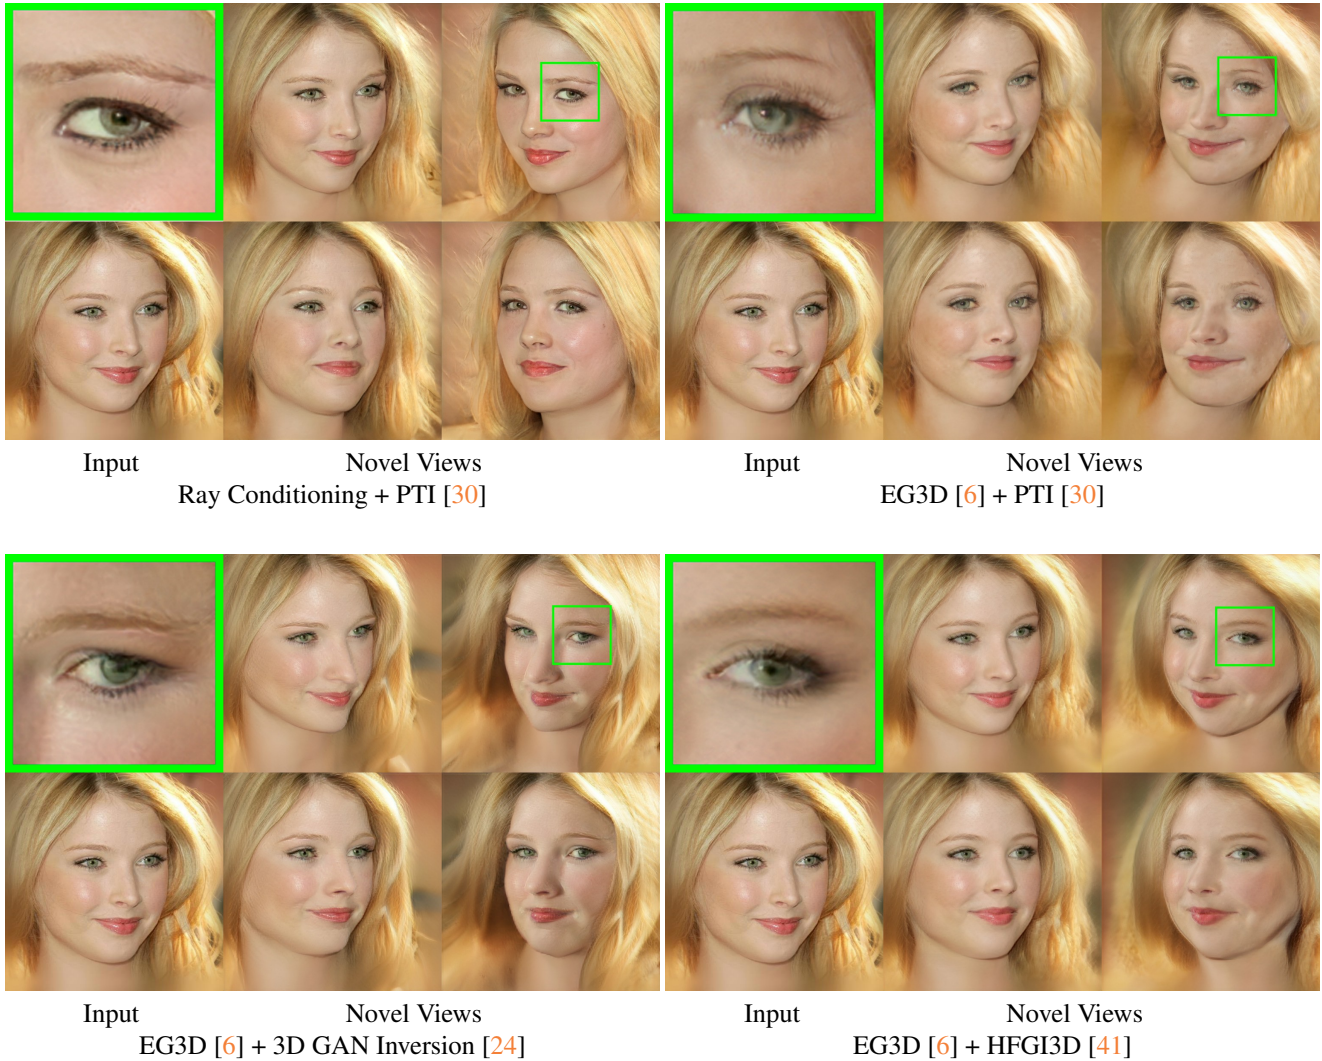 Input Novel Views
Ray Conditioning + PTI [30]
Input Novel Views
EG3D [6] + PTI [30]
Input Novel Views
EG3D [6] + 3D GAN Inversion [24]
Input Novel Views
EG3D [6] + HFGI3D [41]